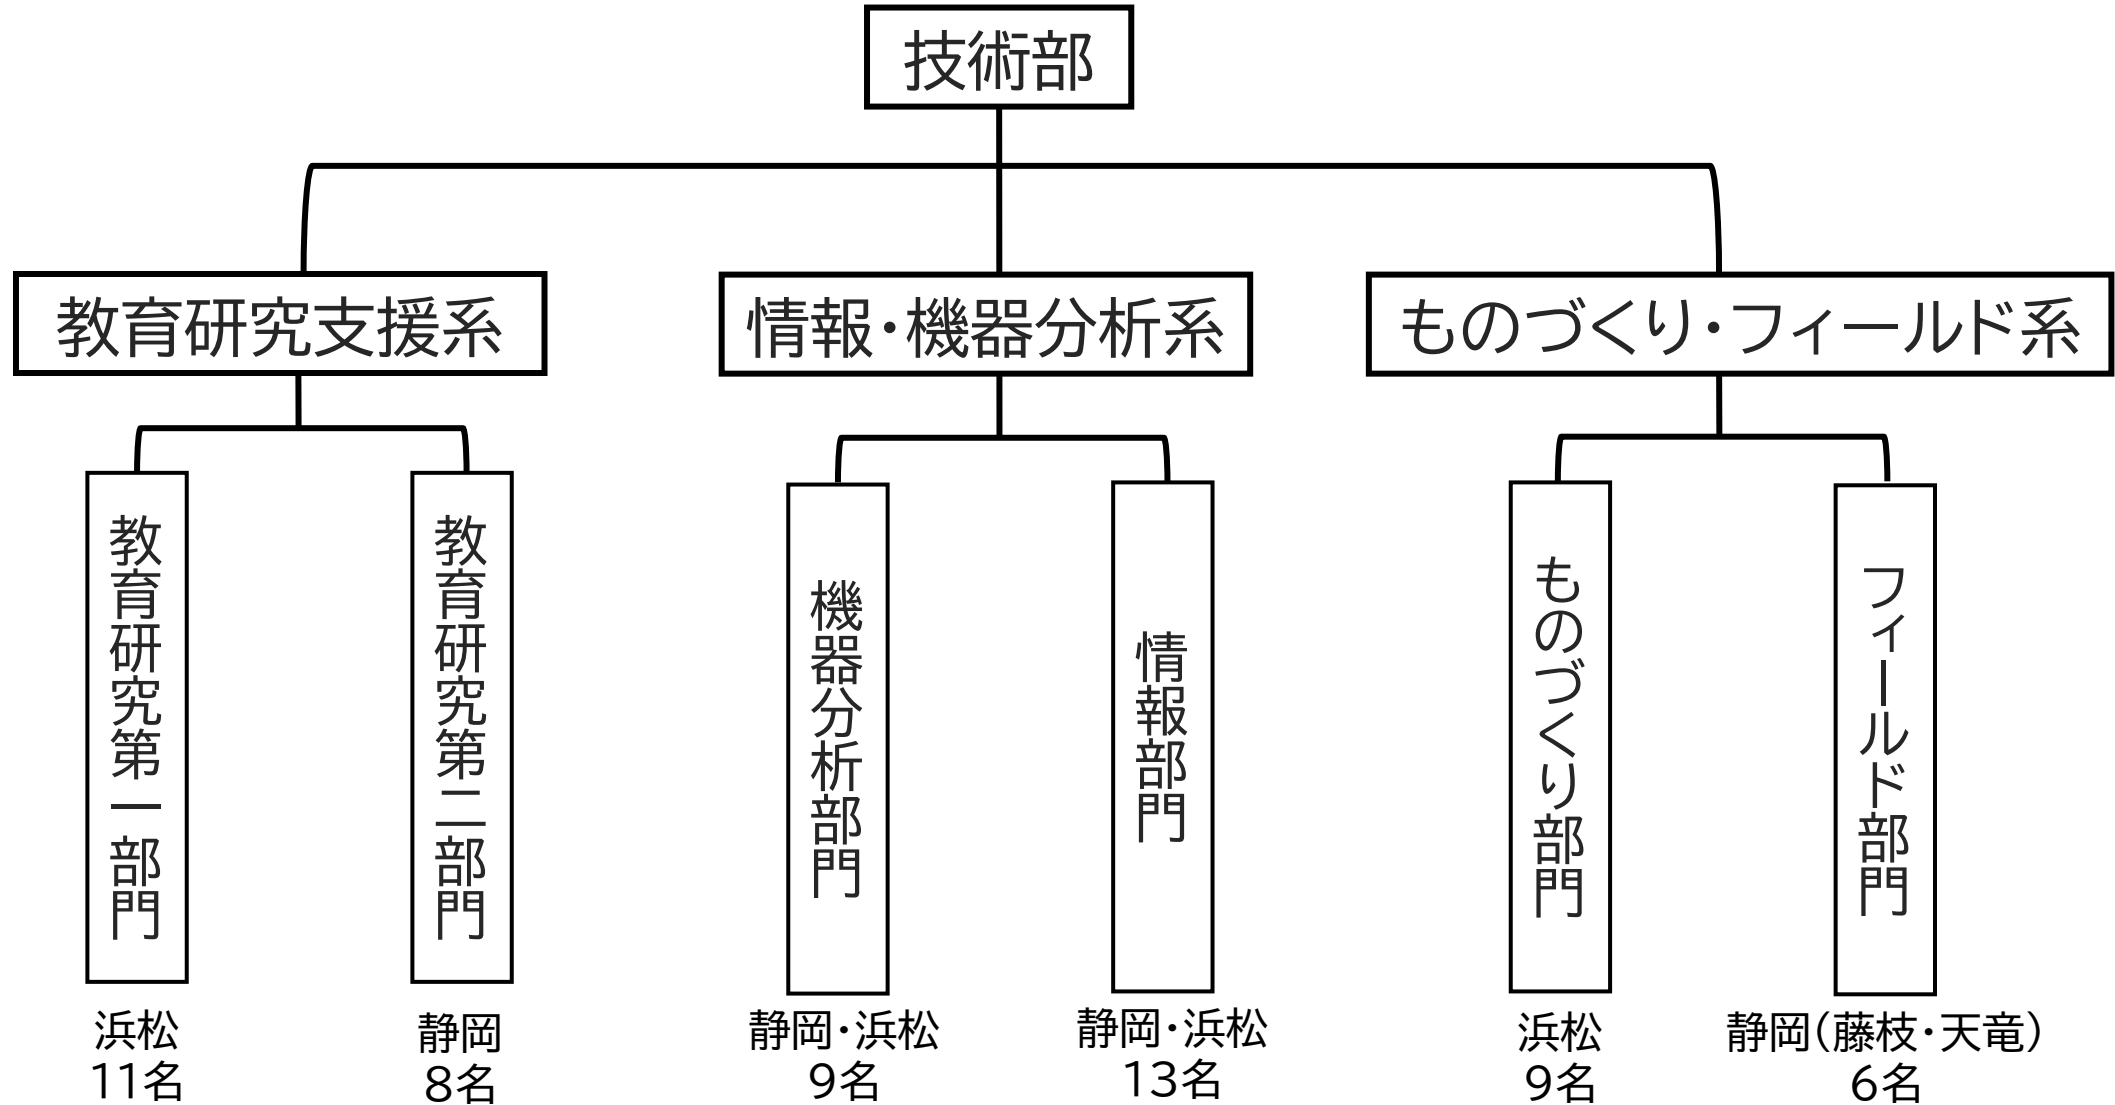 技術部
教育研究支援系
情報・機器分析系
ものづくり・フィールド系
教育研究第一部門
教育研究第二部門
機器分析部門
情報部門
ものづくり部門
フィールド部門
浜松
11名
静岡
8名
静岡・浜松
9名
静岡・浜松
13名
浜松
9名
静岡（藤枝・天竜）
6名